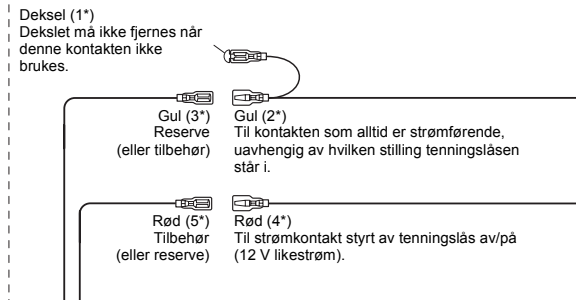 Deksel (1*)
Dekslet må ikke fjernes når
denne kontakten ikke
brukes.
Gul (3*)
Reserve
(eller tilbehør)
Gul (2*)
Til kontakten som alltid er strømførende,
uavhengig av hvilken stilling tenningslåsen
står i.
Rød (5*)
Tilbehør
(eller reserve)
Rød (4*)
Til strømkontakt styrt av tenningslås av/på
(12 V likestrøm).